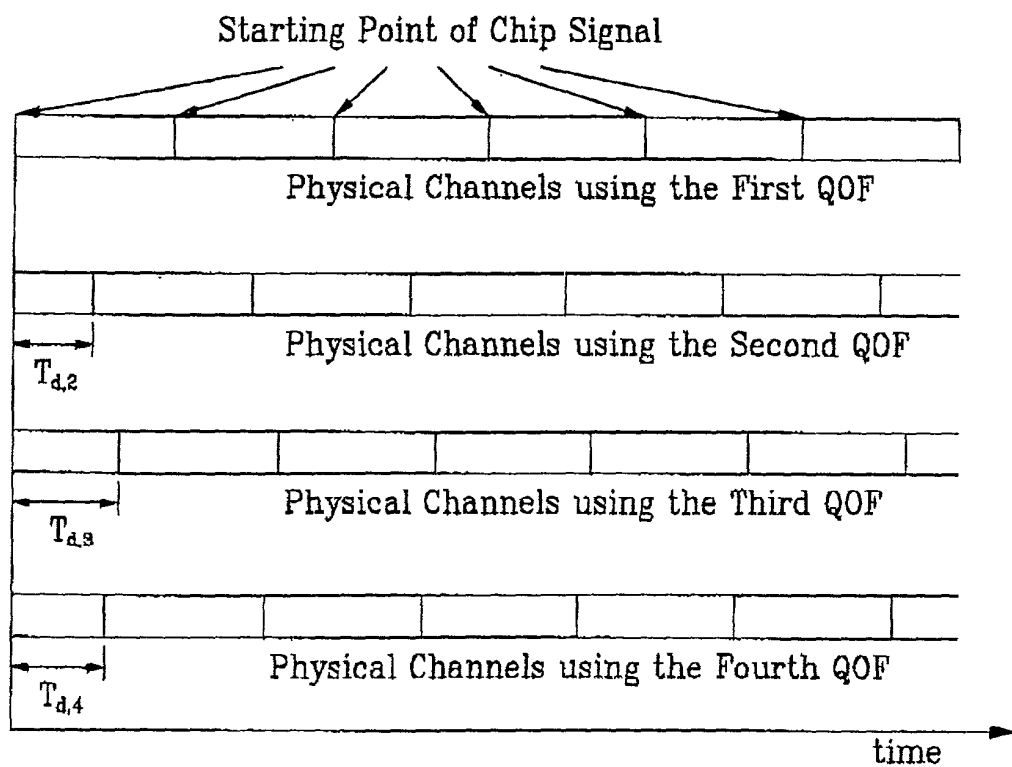 Starting Point of Chip Signal
Physical Channels using the First QOF
Physical Channels using the Second QOF
Td,2
Physical Channels using the Third QOF
Td,3
Physical Channels using the Fourth QOF
Td,4
time